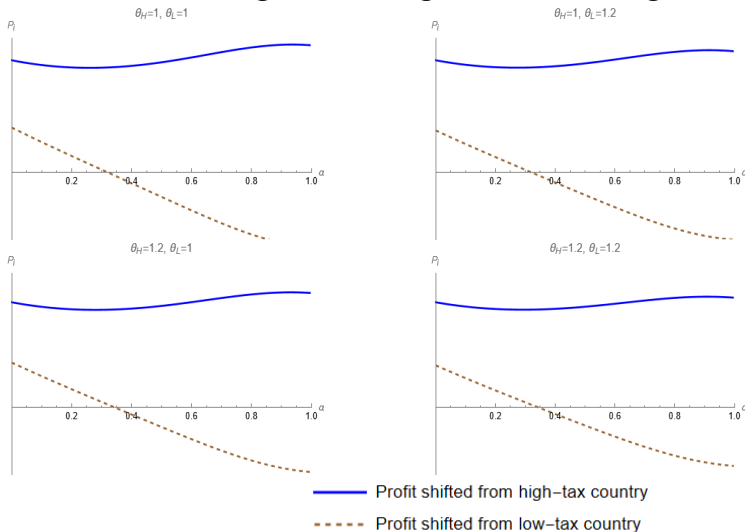 θH=1, θL=1
Pi
0.2 0.4 0.6 0.8 1.0 α
θH=1, θL=1.2
Pi
0.2 0.4 0.6 0.8 1.0 α
θH=1.2, θL=1
Pi
0.2 0.4 0.6 0.8 1.0 α
θH=1.2, θL=1.2
Pi
0.2 0.4 0.6 0.8 1.0 α
Profit shifted from high-tax country
Profit shifted from low-tax country